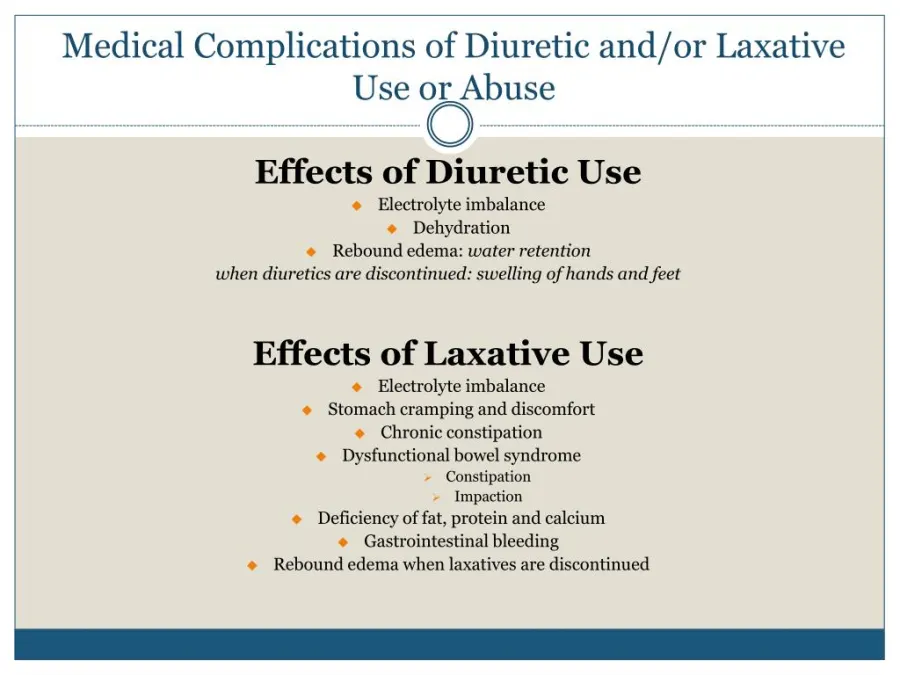 Medical Complications of Diuretic and/or Laxative
Use or Abuse
Effects of Diuretic Use
Electrolyte imbalance
Dehydration
Rebound edema: water retention
when diuretics are discontinued: swelling of hands and feet
Effects of Laxative Use
Electrolyte imbalance
Stomach cramping and discomfort
Chronic constipation
Dysfunctional bowel syndrome
Constipation
Impaction
Deficiency of fat, protein and calcium
Gastrointestinal bleeding
Rebound edema when laxatives are discontinued